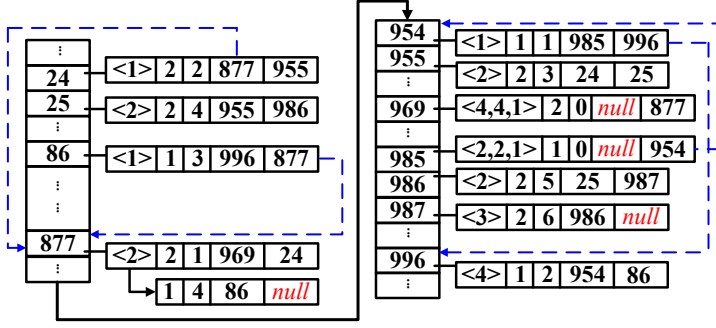 ⋮
24 <1> 2 2 877 955
25 <2> 2 4 955 986
⋮
86 <1> 1 3 996 877
⋮
⋮
877 <2> 2 1 969 24
⋮ 1 4 86 null
954 <1> 1 1 985 996
955 <2> 2 3 24 25
⋮
969 <4,4,1> 2 0 null 877
⋮
985 <2,2,1> 1 0 null 954
986 <2> 2 5 25 987
987 <3> 2 6 986 null
⋮
996 <4> 1 2 954 86
⋮